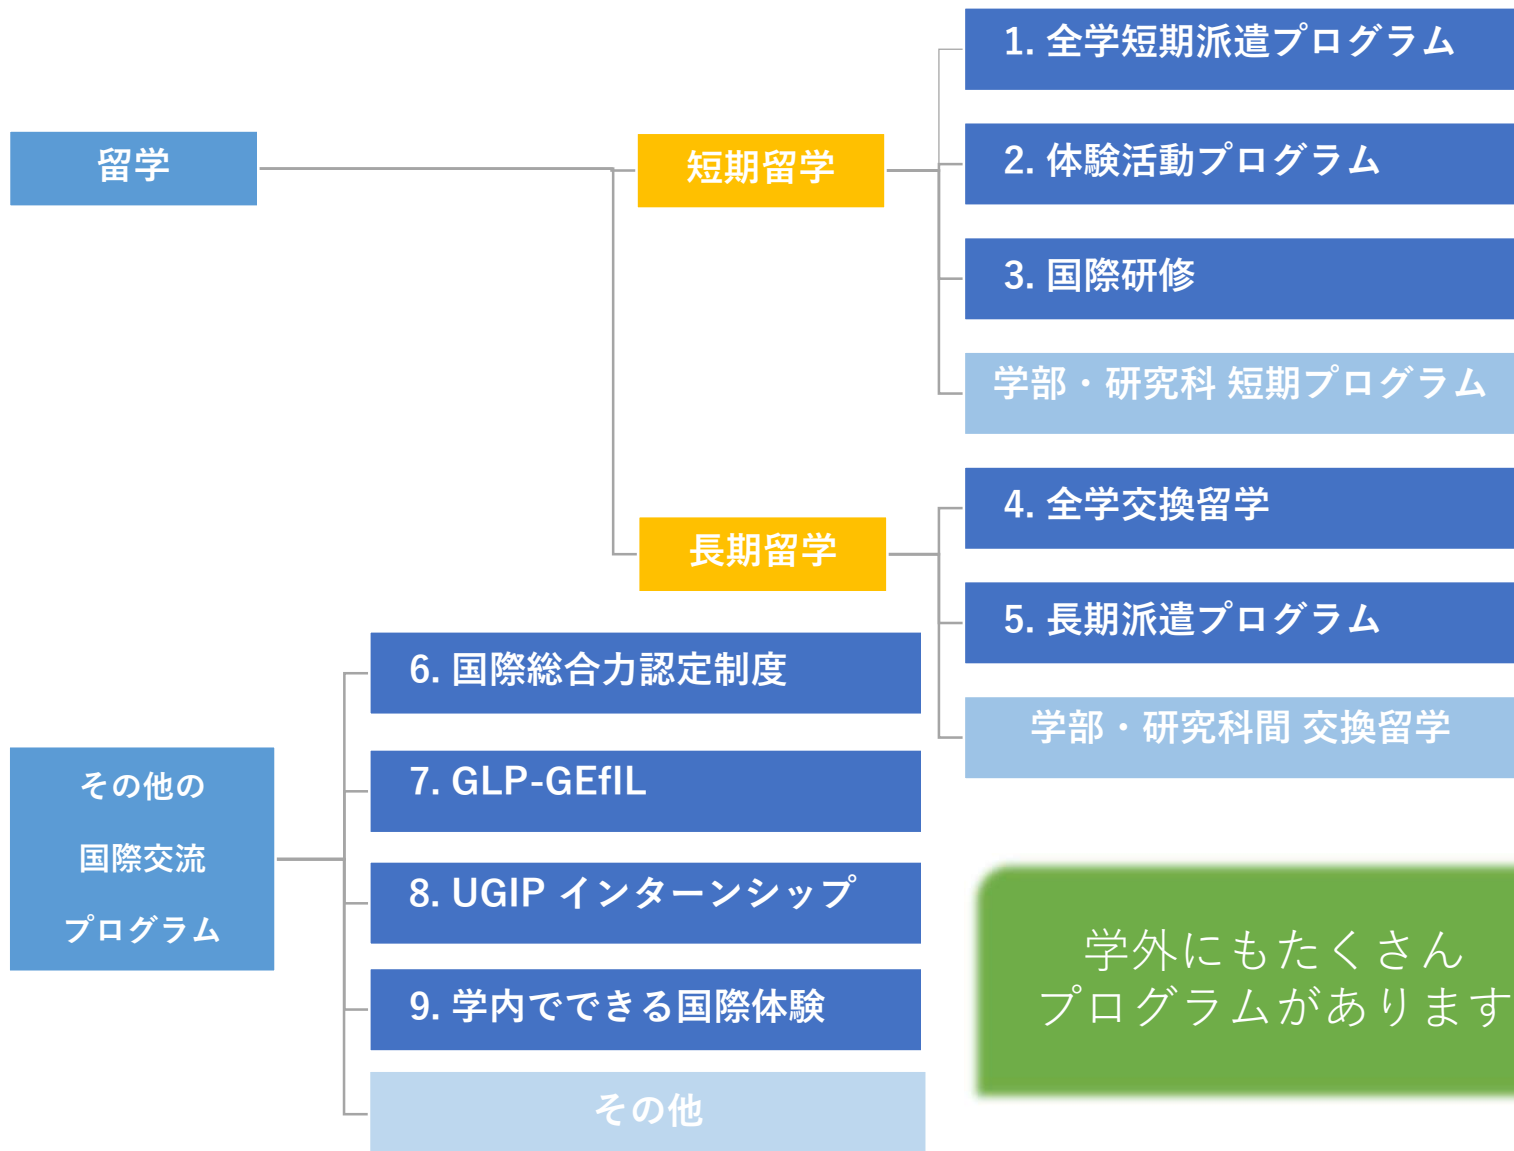 留学
短期留学
1. 全学短期派遣プログラム
2. 体験活動プログラム
3. 国際研修
学部・研究科 短期プログラム
長期留学
4. 全学交換留学
5. 長期派遣プログラム
学部・研究科間 交換留学
その他の
国際交流
プログラム
6. 国際総合力認定制度
7. GLP-GEfIL
8. UGIP インターンシップ
9. 学内でできる国際体験
その他
学外にもたくさん
プログラムがあります